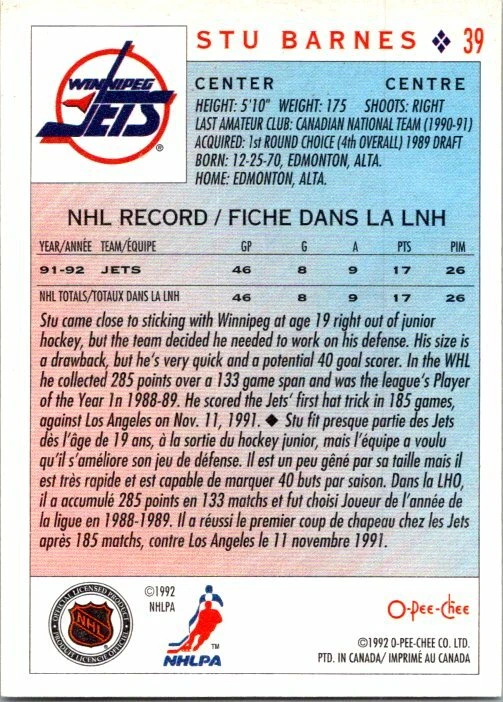 STU BARNES ❖ 39
WINNIPEG
JETS
®
CENTER CENTRE
HEIGHT: 5'10" WEIGHT: 175 SHOOTS: RIGHT
LAST AMATEUR CLUB: CANADIAN NATIONAL TEAM (1990-91)
ACQUIRED: 1st ROUND CHOICE (4th OVERALL) 1989 DRAFT
BORN: 12-25-70, EDMONTON, ALTA.
HOME: EDMONTON, ALTA.
NHL RECORD / FICHE DANS LA LNH
YEAR/ANNÉE TEAM/ÉQUIPE GP G A PTS PIM
91-92 JETS 46 8 9 17 26
NHL TOTALS/TOTAUX DANS LA LNH 46 8 9 17 26
Stu came close to sticking with Winnipeg at age 19 right out of junior
hockey, but the team decided he needed to work on his defense. His size is
a drawback, but he's very quick and a potential 40 goal scorer. In the WHL
he collected 285 points over a 133 game span and was the league's Player
of the Year 1n 1988-89. He scored the Jets' first hat trick in 185 games,
against Los Angeles on Nov. 11, 1991. ◆ Stu fit presque partie des Jets
dès l'âge de 19 ans, à la sortie du hockey junior, mais l'équipe a voulu
qu'il s'améliore son jeu de défense. Il est un peu gêné par sa taille mais il
est très rapide et est capable de marquer 40 buts par saison. Dans la LHO,
il a accumulé 285 points en 133 matchs et fut choisi Joueur de l'année de
la ligue en 1988-1989. Il a réussi le premier coup de chapeau chez les Jets
après 185 matchs, contre Los Angeles le 11 novembre 1991.
OFFICIAL LICENSED PRODUCT
NHL
PRODUIT LICENCIÉ OFFICIEL
©1992
NHLPA
™
NHLPA
O-PEE-CHEE
©1992 O-PEE-CHEE CO. LTD.
PTD. IN CANADA/ IMPRIMÉ AU CANADA